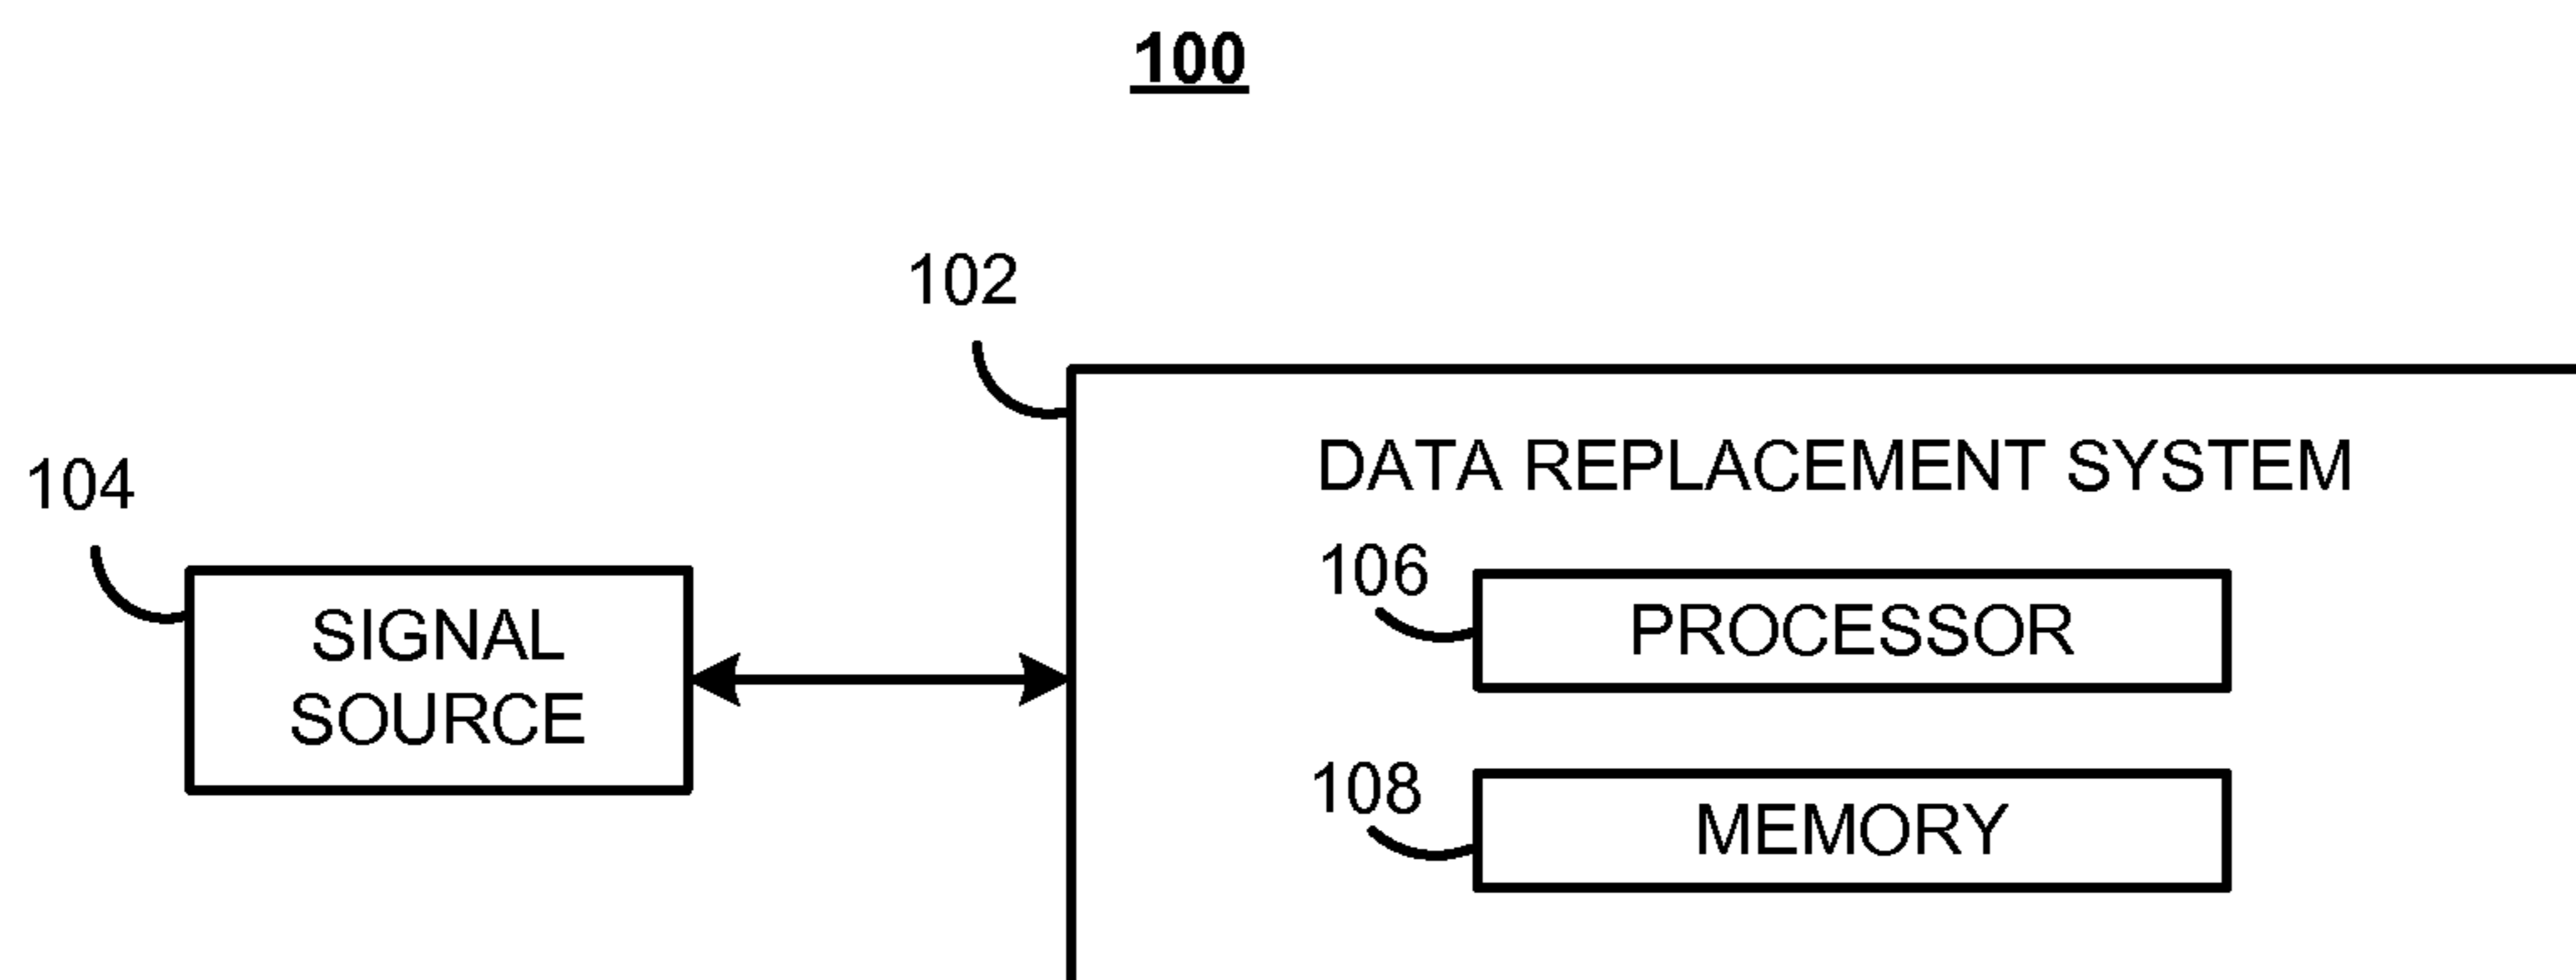 100
102
DATA REPLACEMENT SYSTEM
104
106
PROCESSOR
SIGNAL
SOURCE
108
MEMORY